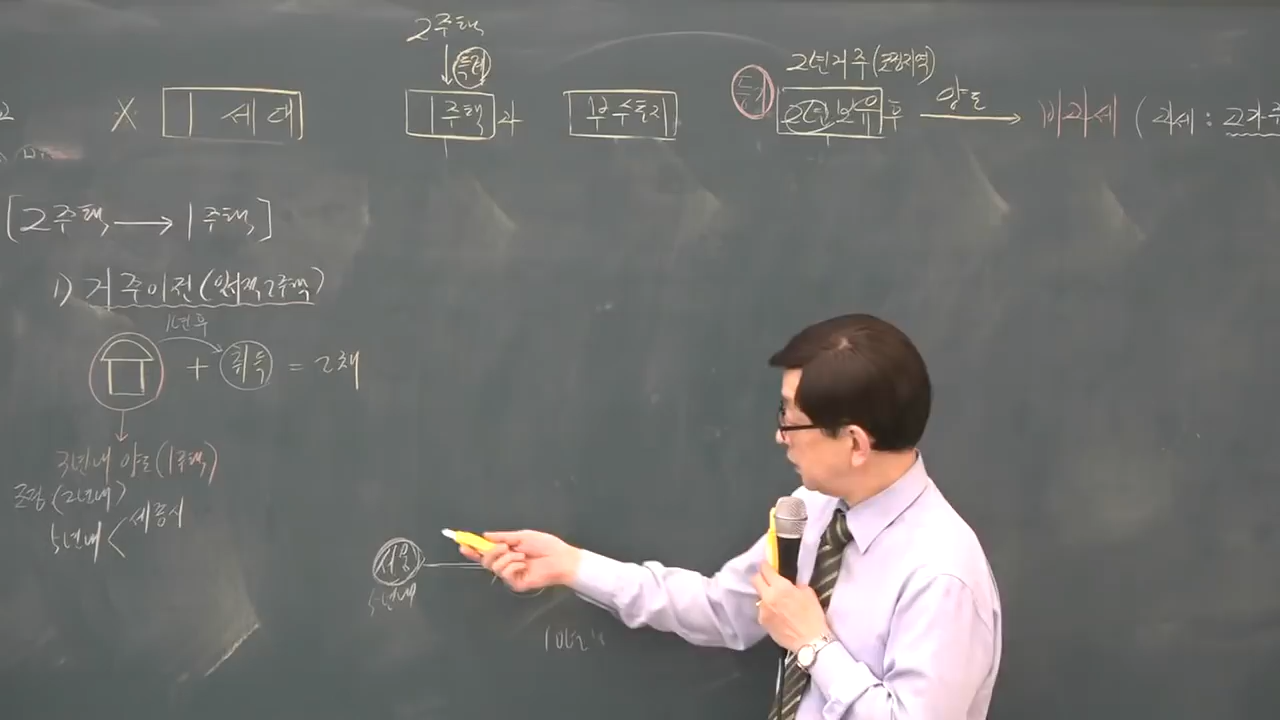 2주택
특례
2년거주(조정지역)
X 1세대 1주택과 부수토지 등기 2년보유후 양도 비과세 (과세: 고가주
[2주택 → 1주택]
1) 거주이전(일시적 2주택)
1년후
+ 취득 = 2채
3년내 양도(1주택)
조정(2년내)
5년내 < 세종시
서울
5년내
10년